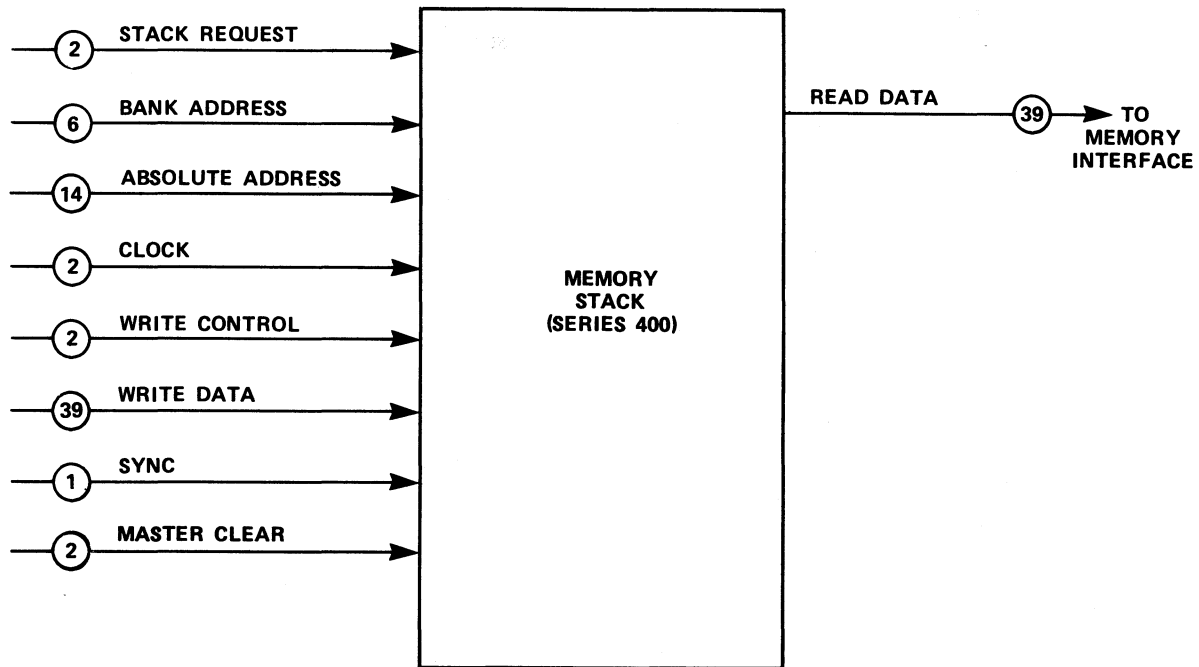 2 STACK REQUEST
6 BANK ADDRESS
14 ABSOLUTE ADDRESS
2 CLOCK
2 WRITE CONTROL
39 WRITE DATA
1 SYNC
2 MASTER CLEAR
MEMORY
STACK
(SERIES 400)
READ DATA 39 TO
MEMORY
INTERFACE